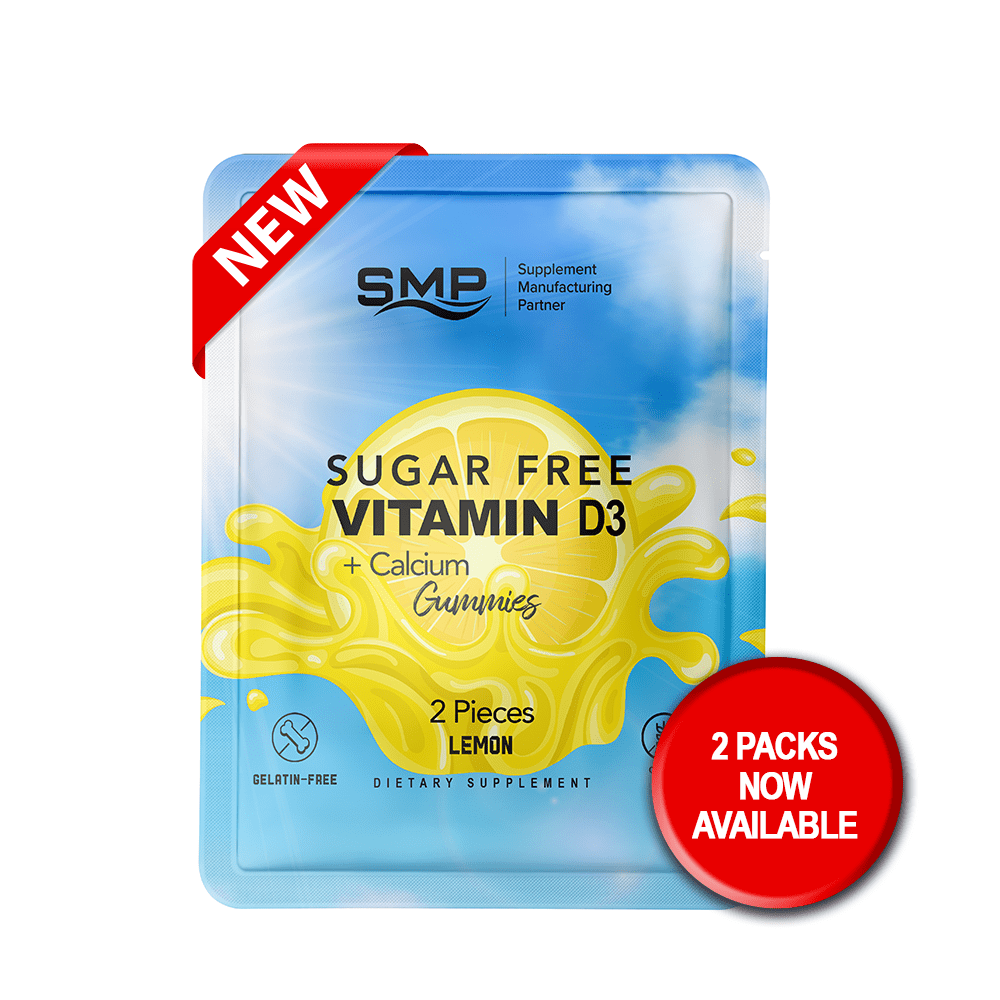 NEW
SMP
Supplement
Manufacturing
Partner
SUGAR FREE
VITAMIN D3
+ Calcium
Gummies
2 Pieces
LEMON
GELATIN-FREE
DIETARY SUPPLEMENT
2 PACKS
NOW
AVAILABLE